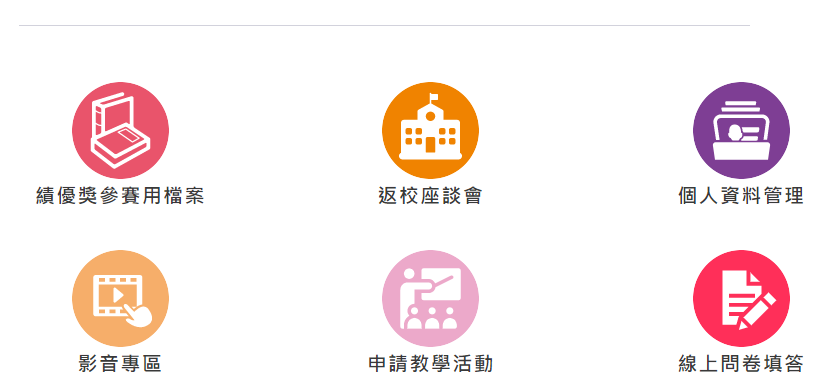 績優獎參賽用檔案
返校座談會
個人資料管理
影音專區
申請教學活動
線上問卷填答